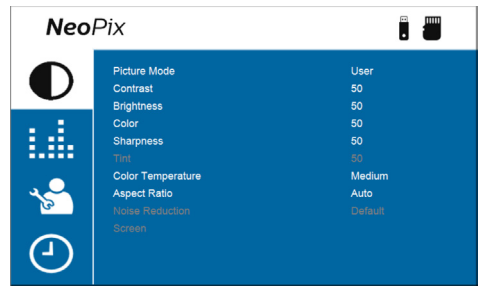 NeoPix
Picture Mode User
Contrast 50
Brightness 50
Color 50
Sharpness 50
Tint 50
Color Temperature Medium
Aspect Ratio Auto
Noise Reduction Default
Screen